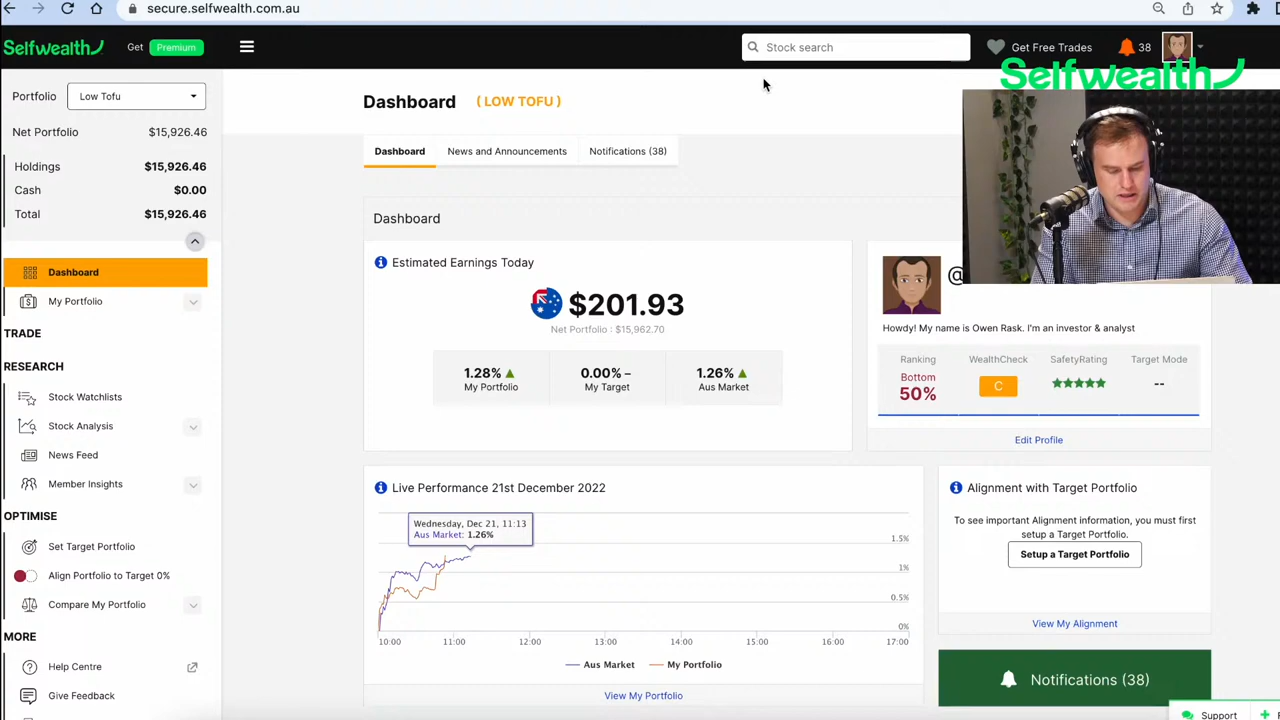 secure.selfwealth.com.au
Selfwealth
Get Premium
Stock search
Get Free Trades
38
Selfwealth
Portfolio
Low Tofu
Net Portfolio $15,926.46
Holdings $15,926.46
Cash $0.00
Total $15,926.46
Dashboard
My Portfolio
TRADE
RESEARCH
Stock Watchlists
Stock Analysis
News Feed
Member Insights
OPTIMISE
Set Target Portfolio
Align Portfolio to Target 0%
Compare My Portfolio
MORE
Help Centre
Give Feedback
Dashboard ( LOW TOFU )
Dashboard News and Announcements Notifications (38)
Dashboard
Estimated Earnings Today
$201.93
Net Portfolio : $15,962.70
1.28% 0.00% – 1.26%
My Portfolio My Target Aus Market
@
Howdy! My name is Owen Rask. I'm an investor & analyst
Ranking WealthCheck SafetyRating Target Mode
Bottom
50% C --
Edit Profile
Live Performance 21st December 2022
Wednesday, Dec 21, 11:13
Aus Market: 1.26%
1.5%
1%
0.5%
0%
10:00 11:00 12:00 13:00 14:00 15:00 16:00 17:00
Aus Market My Portfolio
View My Portfolio
Alignment with Target Portfolio
To see important Alignment information, you must first
setup a Target Portfolio.
Setup a Target Portfolio
View My Alignment
Notifications (38)
Support